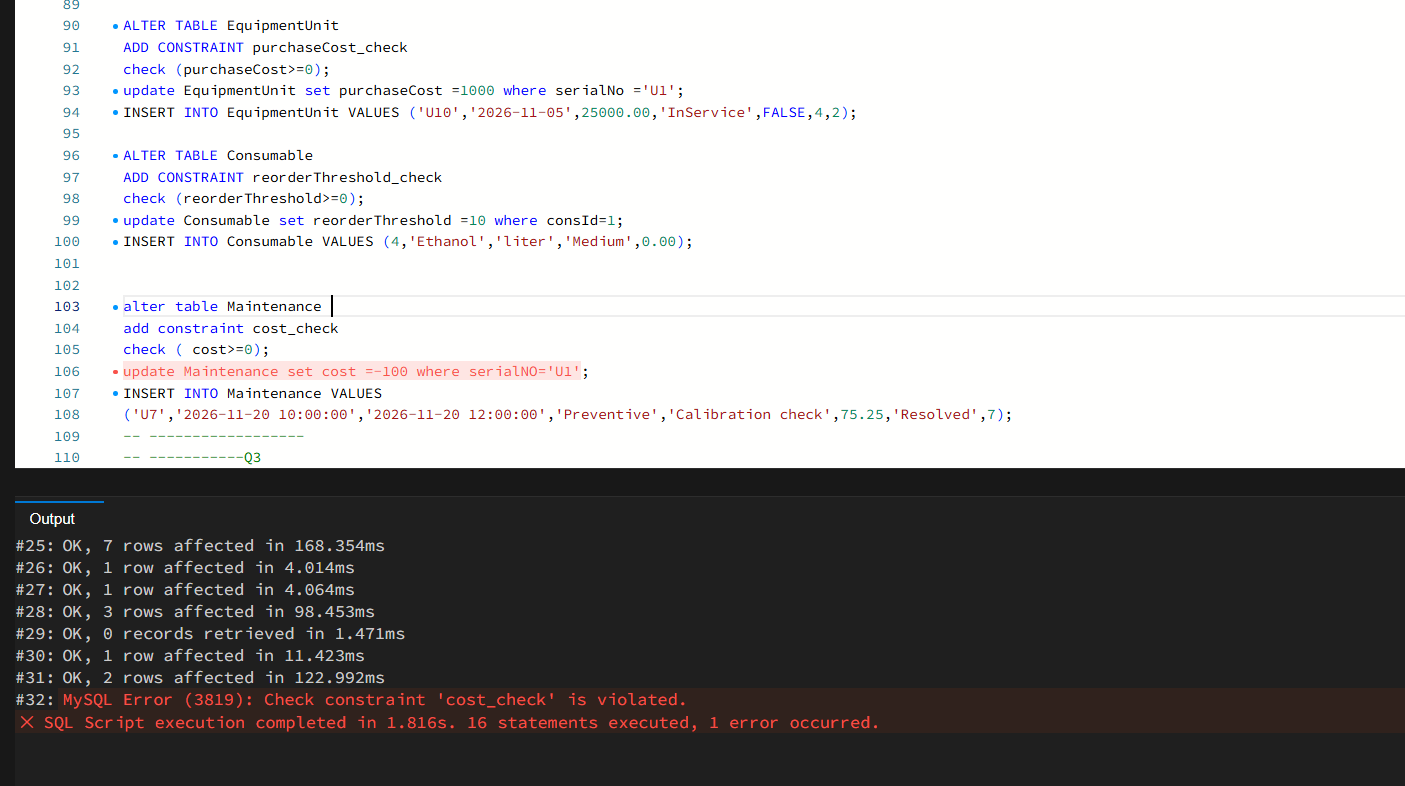 89
90 ALTER TABLE EquipmentUnit
91 ADD CONSTRAINT purchaseCost_check
92 check (purchaseCost>=0);
93 update EquipmentUnit set purchaseCost =1000 where serialNo ='U1';
94 INSERT INTO EquipmentUnit VALUES ('U10','2026-11-05',25000.00,'InService',FALSE,4,2);
95
96 ALTER TABLE Consumable
97 ADD CONSTRAINT reorderThreshold_check
98 check (reorderThreshold>=0);
99 update Consumable set reorderThreshold =10 where consId=1;
100 INSERT INTO Consumable VALUES (4,'Ethanol','liter','Medium',0.00);
101
102
103 alter table Maintenance
104 add constraint cost_check
105 check ( cost>=0);
106 update Maintenance set cost =-100 where serialNO='U1';
107 INSERT INTO Maintenance VALUES
108 ('U7','2026-11-20 10:00:00','2026-11-20 12:00:00','Preventive','Calibration check',75.25,'Resolved',7);
109 -- ------------------
110 -- -----------Q3
Output
#25: OK, 7 rows affected in 168.354ms
#26: OK, 1 row affected in 4.014ms
#27: OK, 1 row affected in 4.064ms
#28: OK, 3 rows affected in 98.453ms
#29: OK, 0 records retrieved in 1.471ms
#30: OK, 1 row affected in 11.423ms
#31: OK, 2 rows affected in 122.992ms
#32: MySQL Error (3819): Check constraint 'cost_check' is violated.
SQL Script execution completed in 1.816s. 16 statements executed, 1 error occurred.